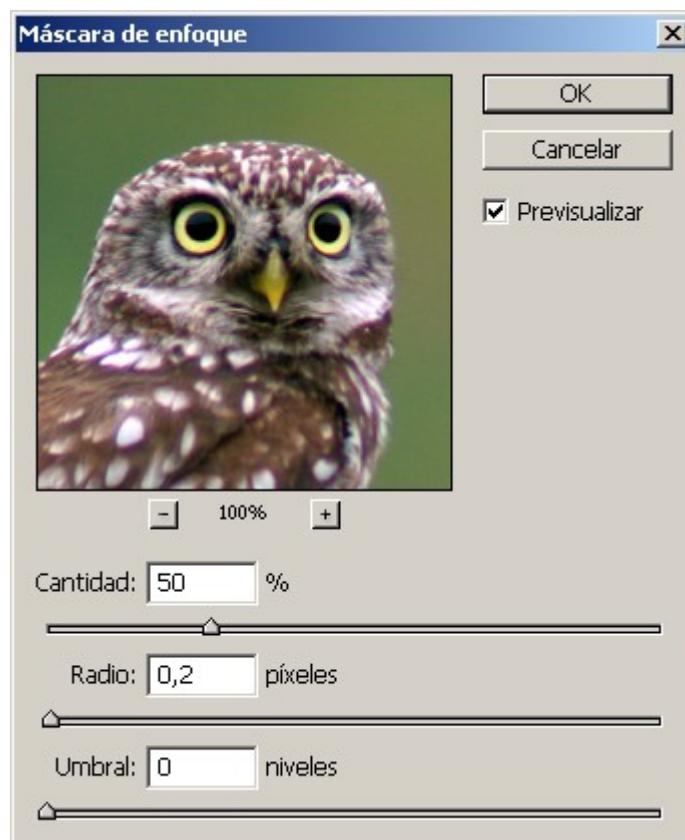 Máscara de enfoque
OK
Cancelar
Previsualizar
- 100% +
Cantidad: 50 %
Radio: 0,2 píxeles
Umbral: 0 niveles